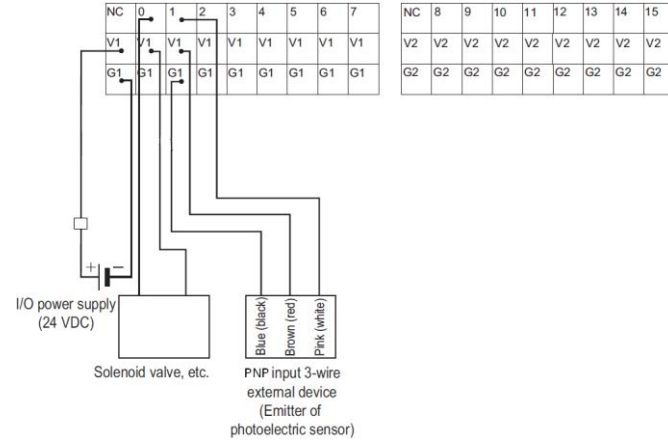 NC 0 1 2 3 4 5 6 7 NC 8 9 10 11 12 13 14 15
V1 V1 V1 V1 V1 V1 V1 V1 V1 V2 V2 V2 V2 V2 V2 V2 V2 V2
G1 G1 G1 G1 G1 G1 G1 G1 G1 G2 G2 G2 G2 G2 G2 G2 G2 G2
+ −
I/O power supply
(24 VDC)
Blue (black)
Brown (red)
Pink (white)
Solenoid valve, etc.
PNP input 3-wire
external device
(Emitter of
photoelectric sensor)